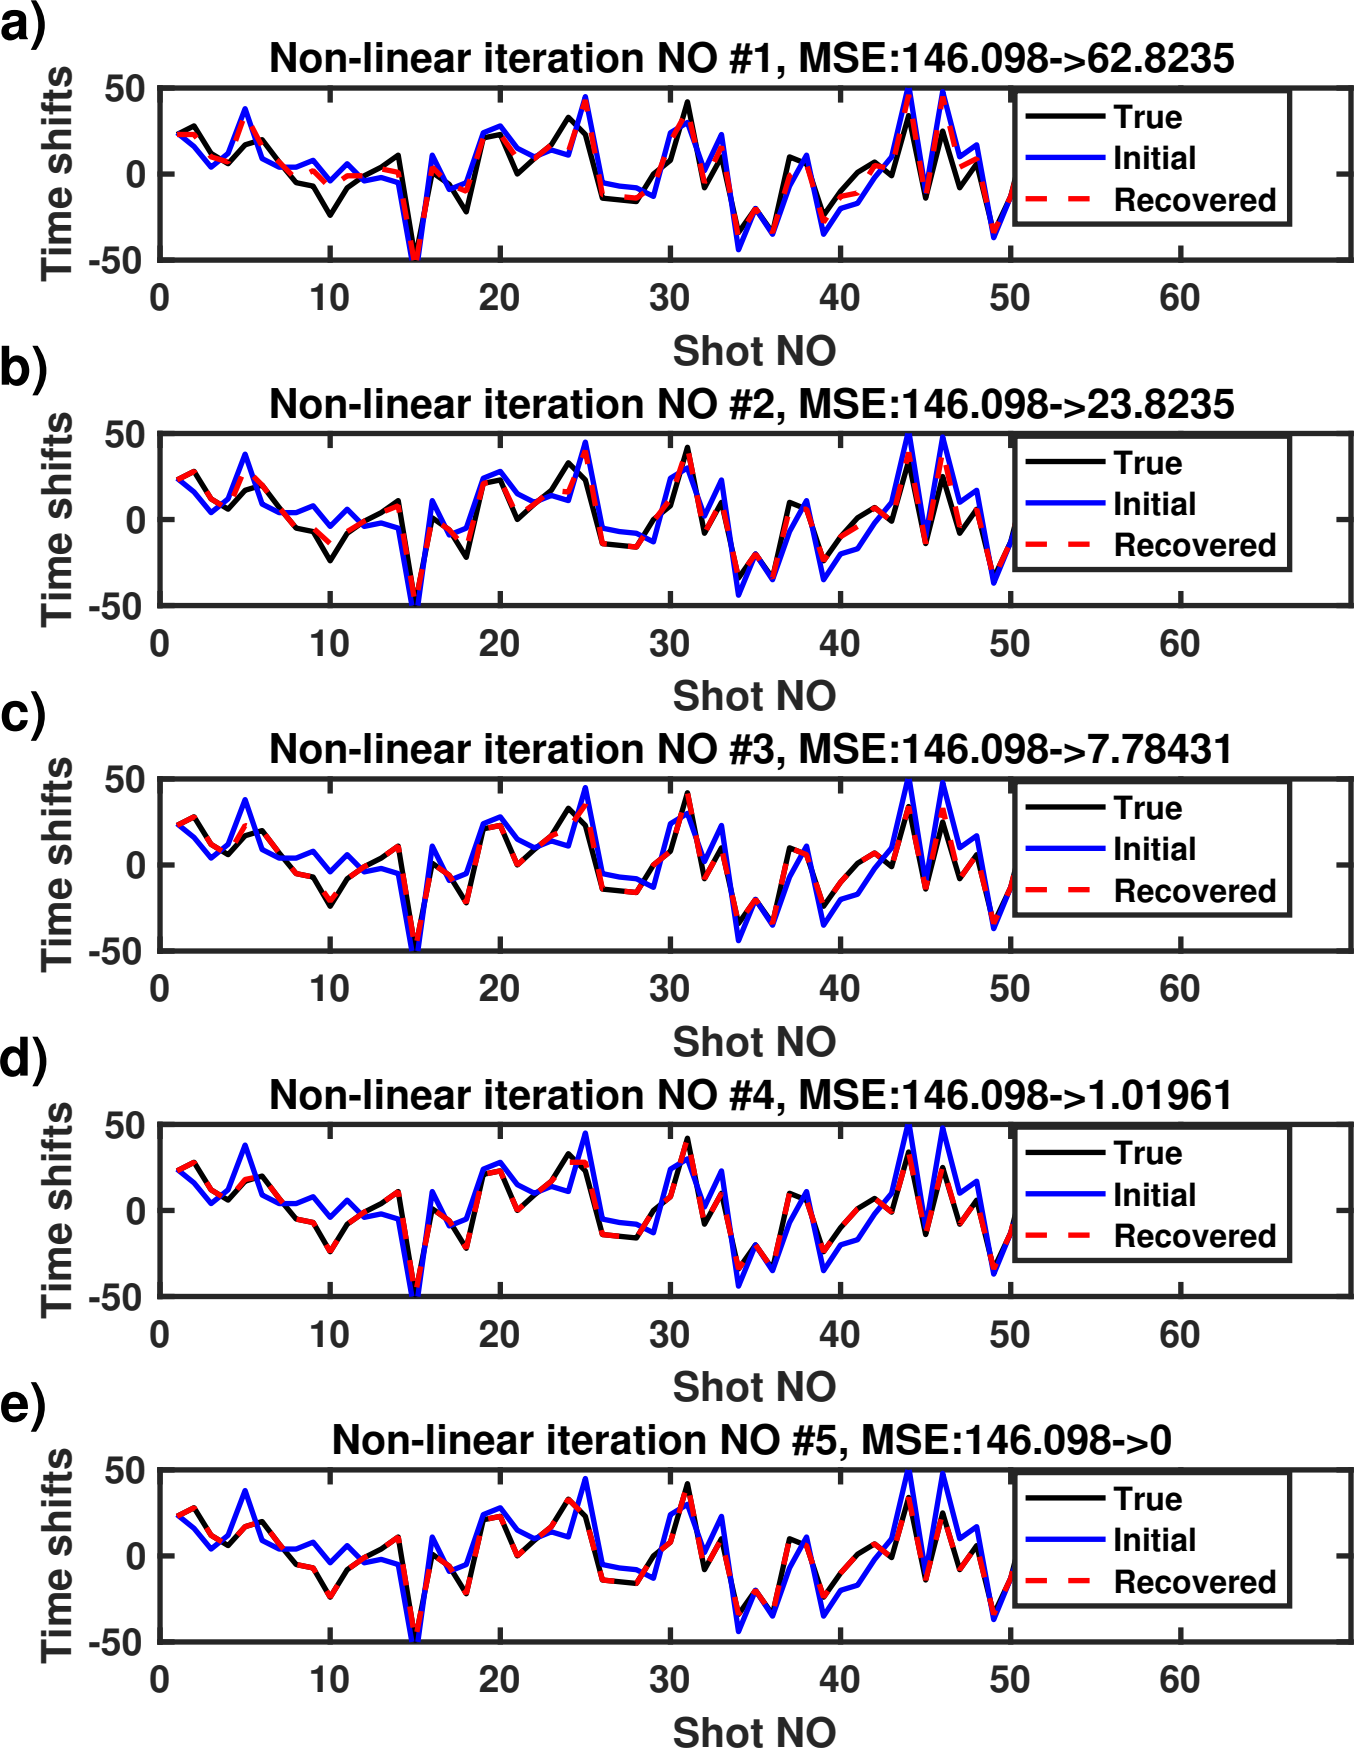 a)
Non-linear iteration NO #1, MSE:146.098->62.8235
Time shifts
50
0
-50
True
Initial
Recovered
0 10 20 30 40 50 60
Shot NO
b)
Non-linear iteration NO #2, MSE:146.098->23.8235
Time shifts
50
0
-50
True
Initial
Recovered
0 10 20 30 40 50 60
Shot NO
c)
Non-linear iteration NO #3, MSE:146.098->7.78431
Time shifts
50
0
-50
True
Initial
Recovered
0 10 20 30 40 50 60
Shot NO
d)
Non-linear iteration NO #4, MSE:146.098->1.01961
Time shifts
50
0
-50
True
Initial
Recovered
0 10 20 30 40 50 60
Shot NO
e)
Non-linear iteration NO #5, MSE:146.098->0
Time shifts
50
0
-50
True
Initial
Recovered
0 10 20 30 40 50 60
Shot NO